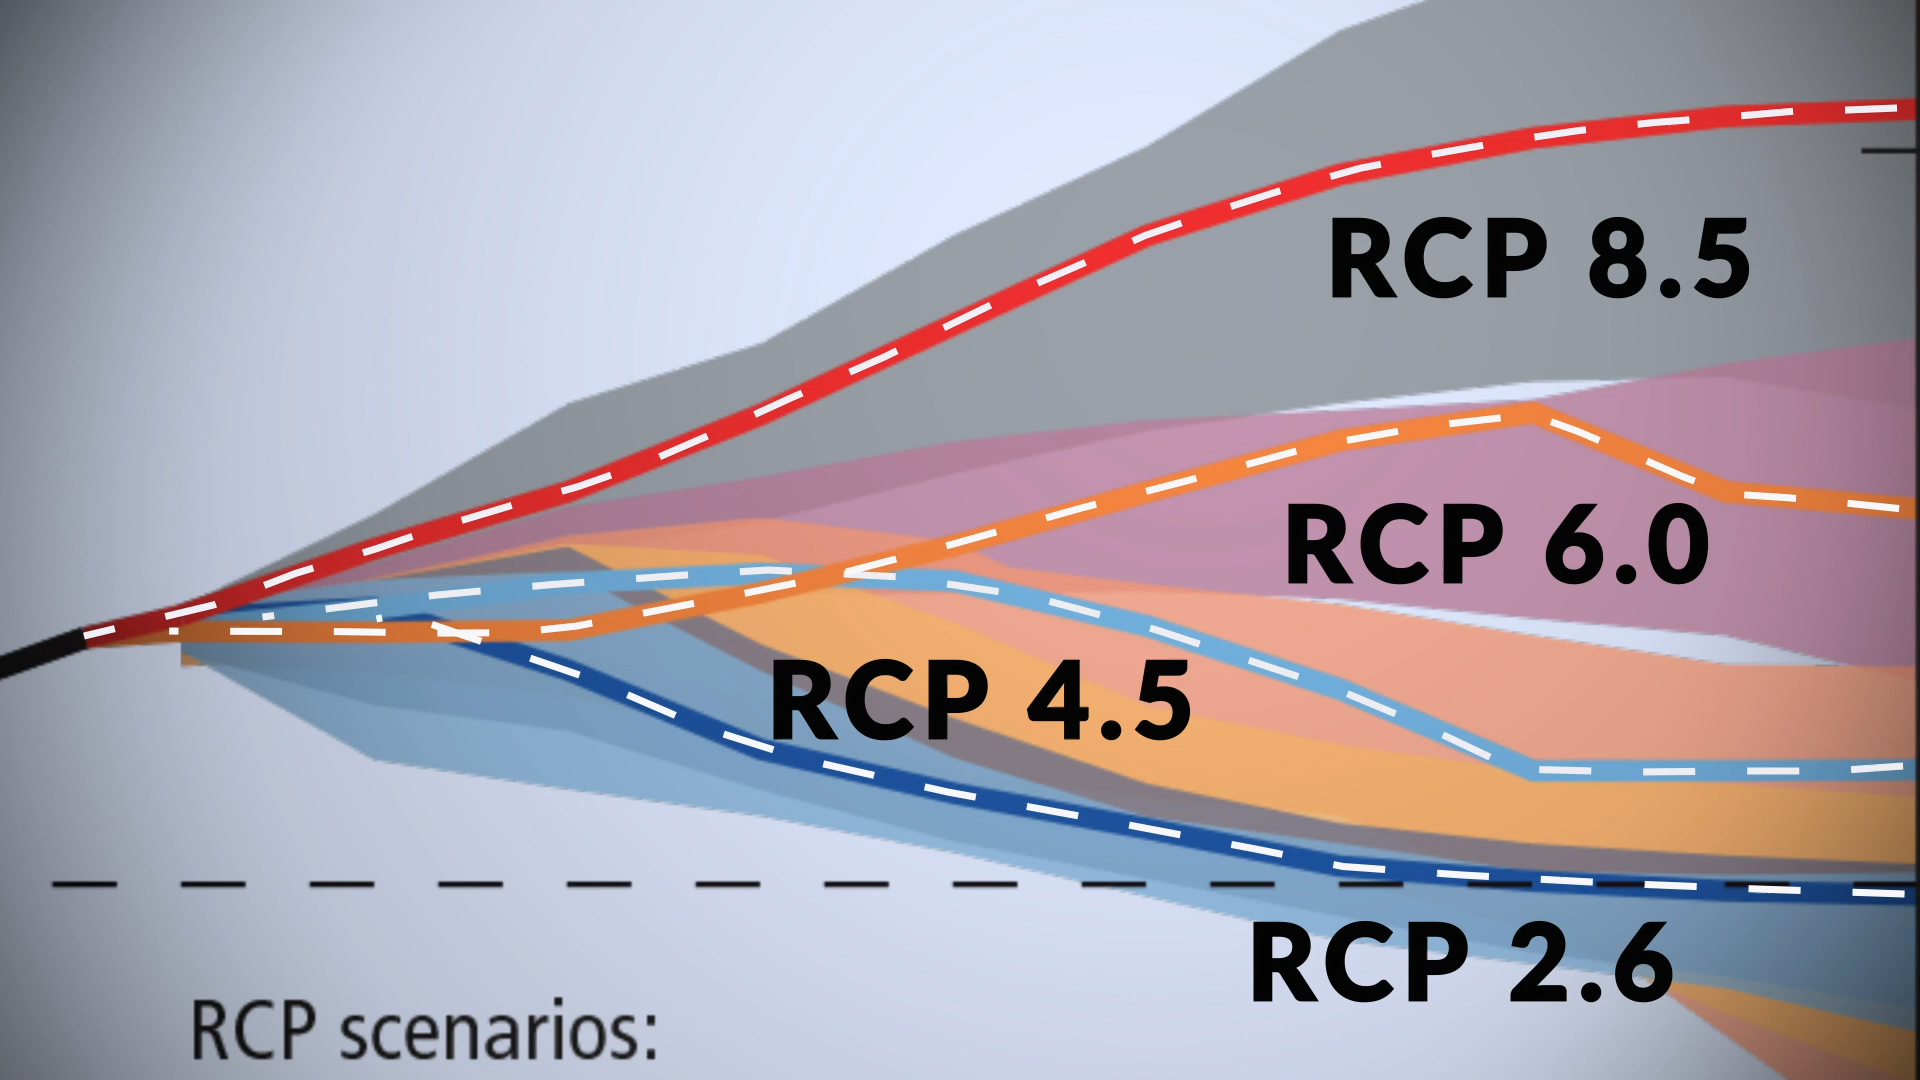 RCP 8.5
RCP 6.0
RCP 4.5
RCP 2.6
RCP scenarios: